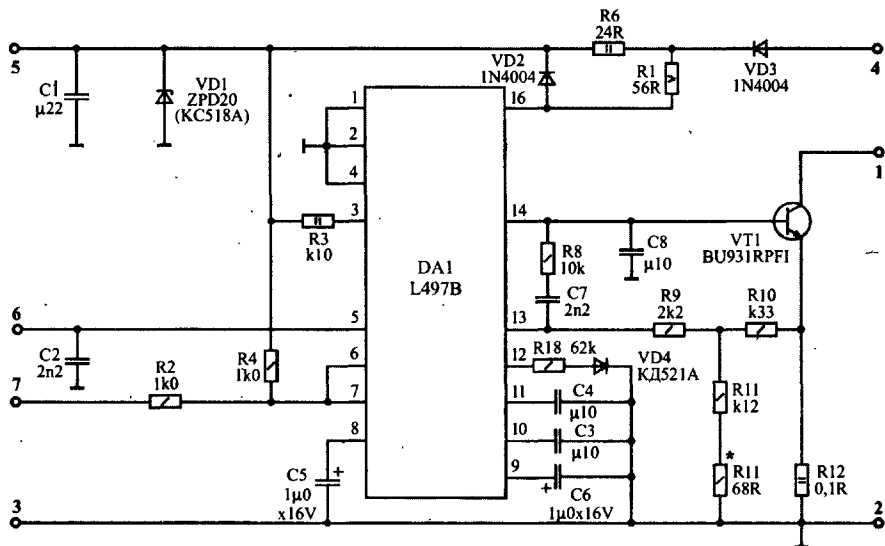 R6
24R
5
VD2
1N4004
4
C1
µ22
VD1
ZPD20
(KC518A)
R1
56R
VD3
1N4004
1
16
2
1
4
3
14
R3
k10
R8
10k
C8
µ10
VT1
BU931RPFI
DA1
L497B
C7
2n2
R9
2k2
R10
k33
6
5
13
C2
2n2
R4
1k0
6
12
R18
62k
VD4
КД521А
7
R2
1k0
7
11
C4
µ10
R11
k12
8
10
C3
µ10
9
C5
+
1µ0
x16V
+
C6
1µ0x16V
*
R11
68R
R12
0,1R
3
2